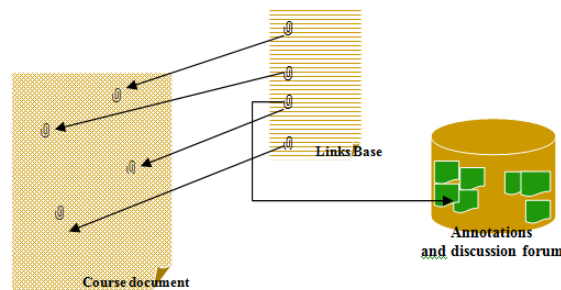 Links Base
Annotations
and discussion forum
Course document